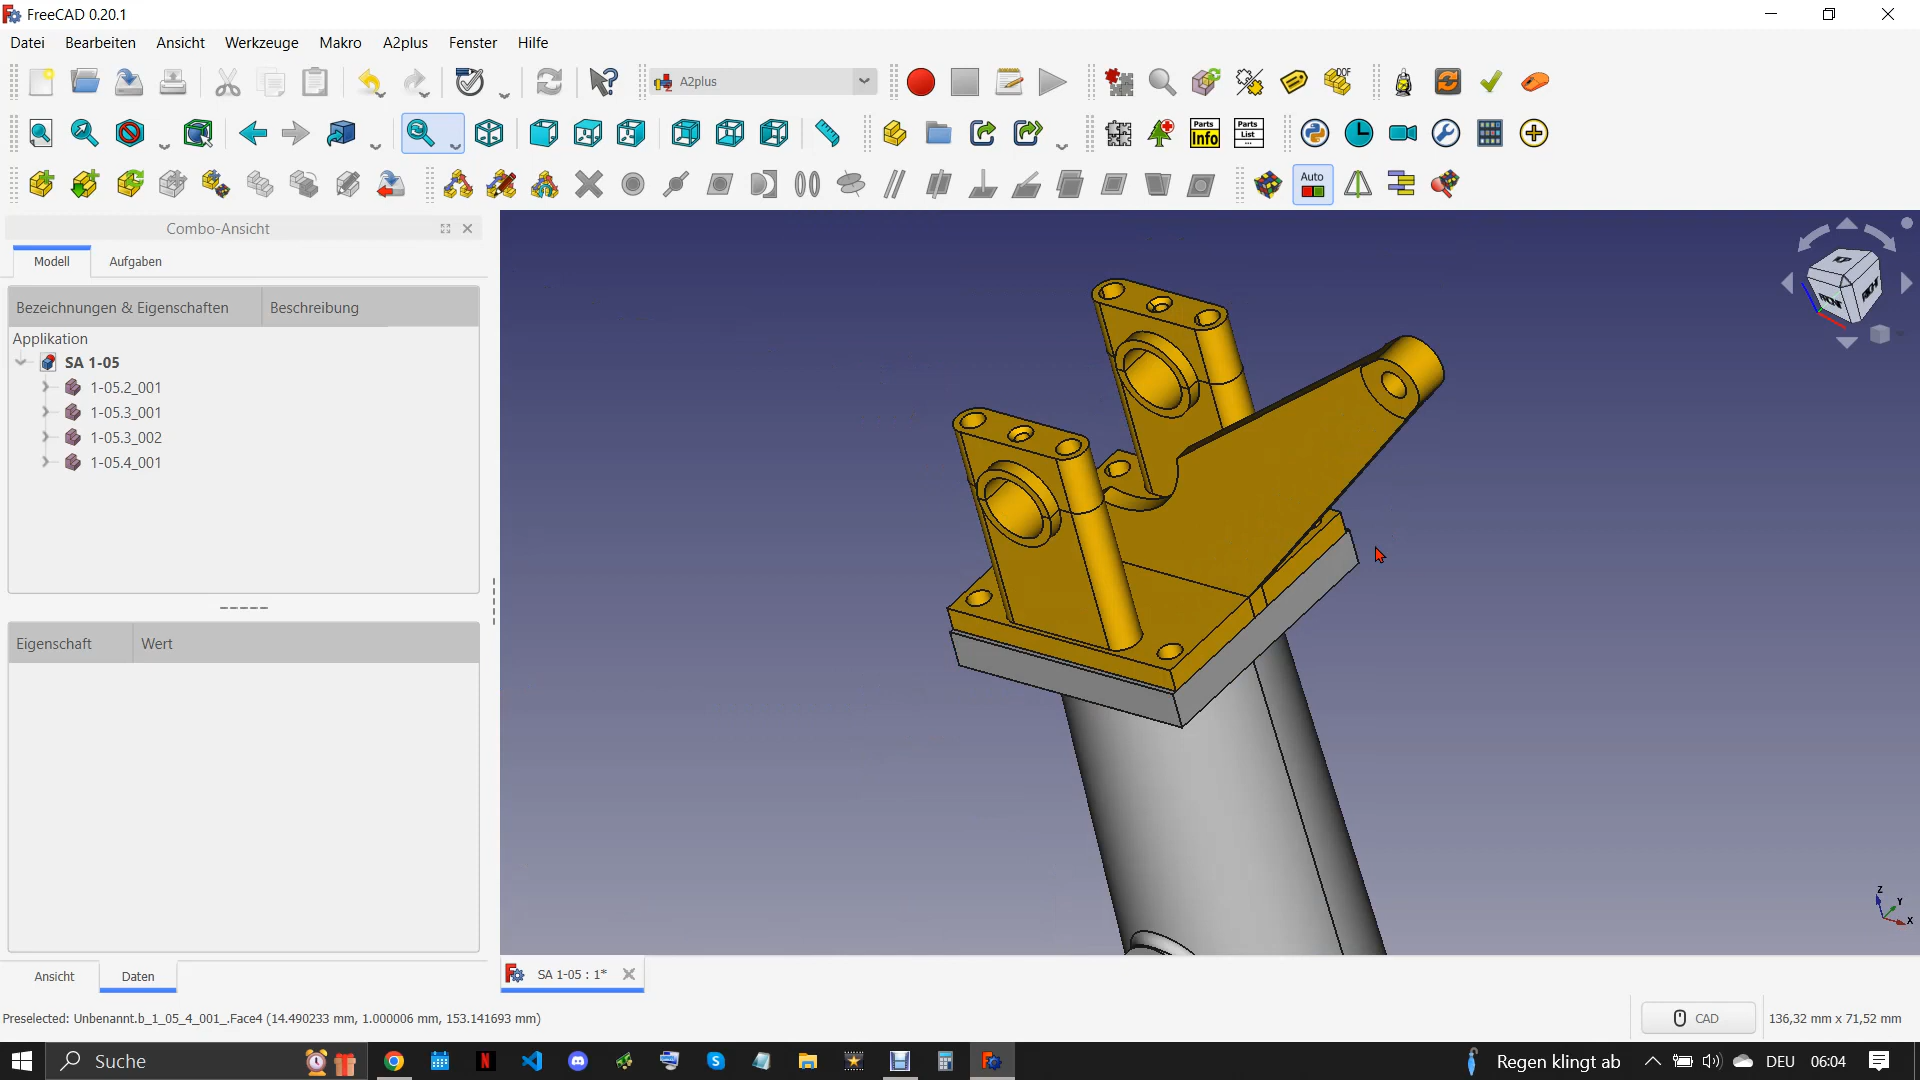 FreeCAD 0.20.1
Datei Bearbeiten Ansicht Werkzeuge Makro A2plus Fenster Hilfe
A2plus
DOF
Parts Info
Parts List
Auto
Combo-Ansicht
Modell Aufgaben
Bezeichnungen & Eigenschaften Beschreibung
Applikation
SA 1-05
1-05.2_001
1-05.3_001
1-05.3_002
1-05.4_001
Eigenschaft Wert
Z
Y
X
Ansicht Daten
SA 1-05 : 1*
Preselected: Unbenannt.b_1_05_4_001_.Face4 (14.490233 mm, 1.000006 mm, 153.141693 mm)
CAD
136,32 mm x 71,52 mm
Suche
Regen klingt ab
DEU
06:04